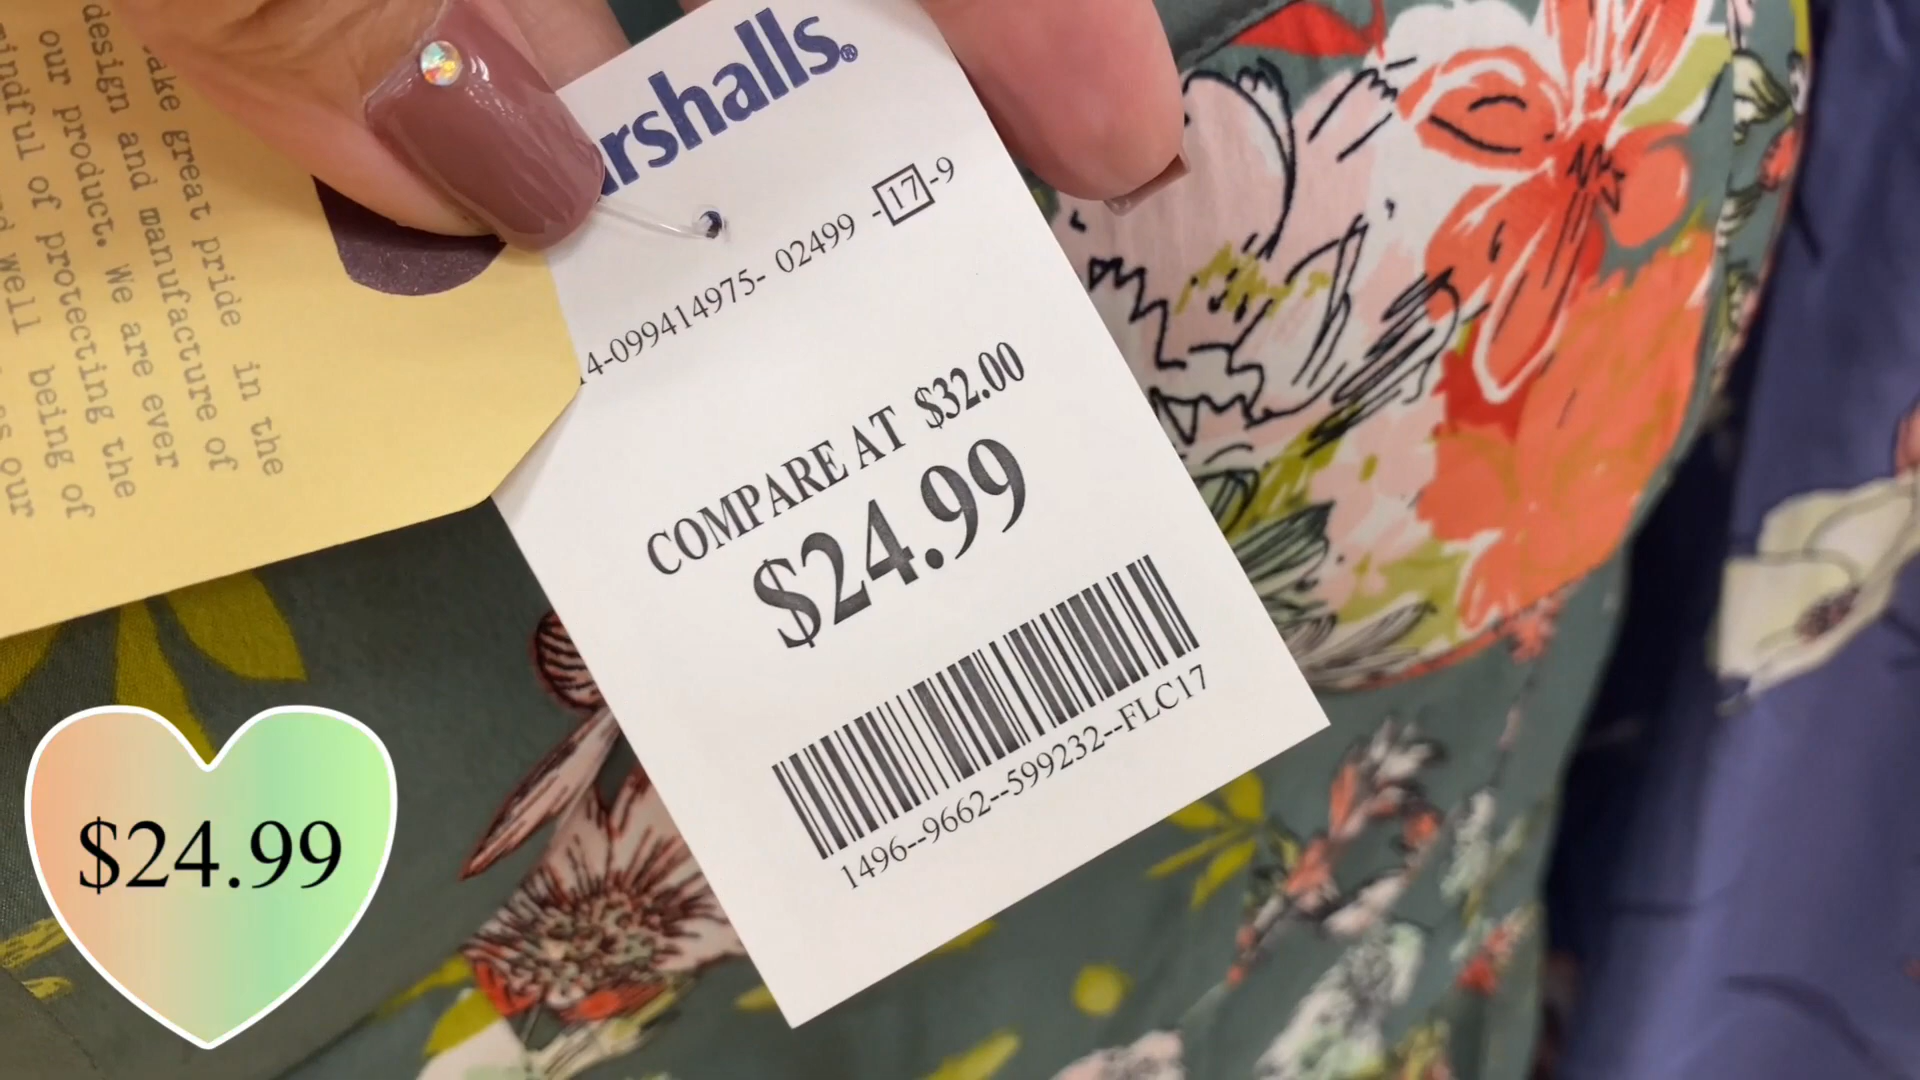 arshalls®
4-099414975- 02499 -17-9
COMPARE AT $32.00
$24.99
1496--9662--599232--FLC17
ake great pride in the
design and manufacture of
our product. We are ever
indful of protecting the
well being of
s our
$24.99